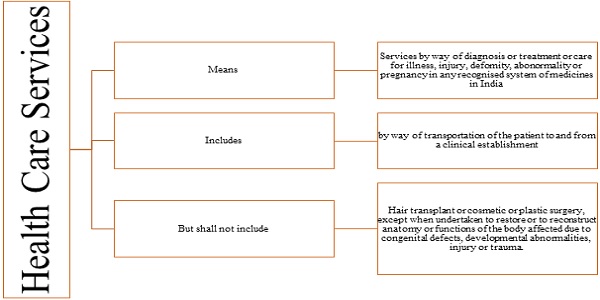 Health Care Services
Means
Services by way of diagnosis or treatment or care
for illness, injury, defomity, abonormality or
pregnancy in any recognised system of medicines
in India
Includes
by way of transportation of the patient to and from
a clinical establishment
But shall not include
Hair transplant or cosmetic or plastic surgery,
except when undertaken to restore or to reconstruct
anatomy or functions of the body affected due to
congenital defects, developmental abnormalities,
injury or trauma.